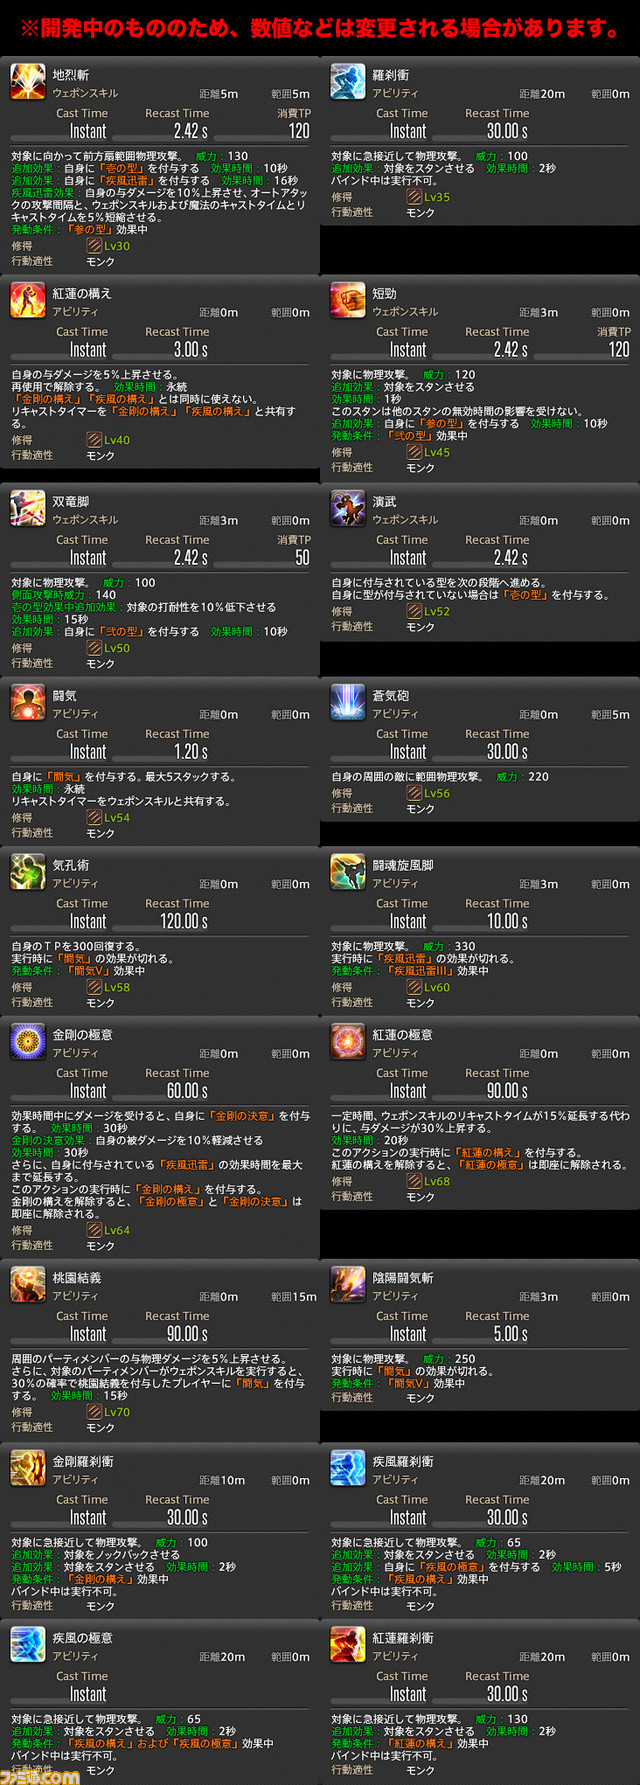 ※開発中のもののため、数値などは変更される場合があります。
地烈斬
ウェポンスキル 距離5m 範囲5m
Cast Time Recast Time 消費TP
Instant 2.42 s 120
対象に向かって前方扇範囲物理攻撃。 威力：130
追加効果：自身に「壱の型」を付与する 効果時間：10秒
追加効果：自身に「疾風迅雷」を付与する 効果時間：16秒
疾風迅雷効果：自身の与ダメージを10%上昇させ、オートアタッ
クの攻撃間隔と、ウェポンスキルおよび魔法のキャストタイムとリ
キャストタイムを5%短縮させる。
発動条件：「参の型」効果中
修得 Lv30
行動適性 モンク
羅刹衝
アビリティ 距離20m 範囲0m
Cast Time Recast Time
Instant 30.00 s
対象に急接近して物理攻撃。 威力：100
追加効果：対象をスタンさせる 効果時間：2秒
バインド中は実行不可。
修得 Lv35
行動適性 モンク
紅蓮の構え
アビリティ 距離0m 範囲0m
Cast Time Recast Time
Instant 3.00 s
自身の与ダメージを5%上昇させる。
再使用で解除する。 効果時間：永続
「金剛の構え」「疾風の構え」とは同時に使えない。
リキャストタイマーを「金剛の構え」「疾風の構え」と共有す
る。
修得 Lv40
行動適性 モンク
短勁
ウェポンスキル 距離3m 範囲0m
Cast Time Recast Time 消費TP
Instant 2.42 s 120
対象に物理攻撃。 威力：120
追加効果：対象をスタンさせる
効果時間：1秒
このスタンは他のスタンの無効時間の影響を受けない。
追加効果：自身に「参の型」を付与する 効果時間：10秒
発動条件：「弐の型」効果中
修得 Lv45
行動適性 モンク
双竜脚
ウェポンスキル 距離3m 範囲0m
Cast Time Recast Time 消費TP
Instant 2.42 s 50
対象に物理攻撃。 威力：100
側面攻撃時威力：140
壱の型効果中追加効果：対象の打耐性を10%低下させる
効果時間：15秒
追加効果：自身に「弐の型」を付与する 効果時間：10秒
修得 Lv50
行動適性 モンク
演武
ウェポンスキル 距離0m 範囲0m
Cast Time Recast Time
Instant 2.42 s
自身に付与されている型を次の段階へ進める。
自身に型が付与されていない場合は「壱の型」を付与する。
修得 Lv52
行動適性 モンク
闘気
アビリティ 距離0m 範囲0m
Cast Time Recast Time
Instant 1.20 s
自身に「闘気」を付与する。最大5スタックする。
効果時間：永続
リキャストタイマーをウェポンスキルと共有する。
修得 Lv54
行動適性 モンク
蒼気砲
アビリティ 距離0m 範囲5m
Cast Time Recast Time
Instant 30.00 s
自身の周囲の敵に範囲物理攻撃。 威力：220
修得 Lv56
行動適性 モンク
気孔術
アビリティ 距離0m 範囲0m
Cast Time Recast Time
Instant 120.00 s
自身のＴＰを300回復する。
実行時に「闘気」の効果が切れる。
発動条件：「闘気V」効果中
修得 Lv58
行動適性 モンク
闘魂旋風脚
アビリティ 距離3m 範囲0m
Cast Time Recast Time
Instant 10.00 s
対象に物理攻撃。 威力：330
実行時に「疾風迅雷」の効果が切れる。
発動条件：「疾風迅雷III」効果中
修得 Lv60
行動適性 モンク
金剛の極意
アビリティ 距離0m 範囲0m
Cast Time Recast Time
Instant 60.00 s
効果時間中にダメージを受けると、自身に「金剛の決意」を付与
する。 効果時間：30秒
金剛の決意効果：自身の被ダメージを10%軽減させる
効果時間：30秒
さらに、自身に付与されている「疾風迅雷」の効果時間を最大
まで延長する。
このアクションの実行時に「金剛の構え」を付与する。
金剛の構えを解除すると、「金剛の極意」と「金剛の決意」は
即座に解除される。
修得 Lv64
行動適性 モンク
紅蓮の極意
アビリティ 距離0m 範囲0m
Cast Time Recast Time
Instant 90.00 s
一定時間、ウェポンスキルのリキャストタイムが15%延長する代わ
りに、与ダメージが30%上昇する。
効果時間：20秒
このアクションの実行時に「紅蓮の構え」を付与する。
紅蓮の構えを解除すると、「紅蓮の極意」は即座に解除される。
修得 Lv68
行動適性 モンク
桃園結義
アビリティ 距離0m 範囲15m
Cast Time Recast Time
Instant 90.00 s
周囲のパーティメンバーの与物理ダメージを5%上昇させる。
さらに、対象のパーティメンバーがウェポンスキルを実行すると、
30%の確率で桃園結義を付与したプレイヤーに「闘気」を付与
する。 効果時間：15秒
修得 Lv70
行動適性 モンク
陰陽闘気斬
アビリティ 距離3m 範囲0m
Cast Time Recast Time
Instant 5.00 s
対象に物理攻撃。 威力：250
実行時に「闘気」の効果が切れる。
発動条件：「闘気V」効果中
行動適性 モンク
金剛羅刹衝
アビリティ 距離10m 範囲0m
Cast Time Recast Time
Instant 30.00 s
対象に急接近して物理攻撃。 威力：100
追加効果：対象をノックバックさせる
追加効果：対象をスタンさせる 効果時間：2秒
発動条件：「金剛の構え」効果中
バインド中は実行不可。
行動適性 モンク
疾風羅刹衝
アビリティ 距離20m 範囲0m
Cast Time Recast Time
Instant 30.00 s
対象に急接近して物理攻撃。 威力：65
追加効果：対象をスタンさせる 効果時間：2秒
追加効果：自身に「疾風の極意」を付与する 効果時間：5秒
発動条件：「疾風の構え」効果中
バインド中は実行不可。
行動適性 モンク
疾風の極意
アビリティ 距離20m 範囲0m
Cast Time
Instant
対象に急接近して物理攻撃。 威力：65
追加効果：対象をスタンさせる 効果時間：2秒
発動条件：「疾風の構え」および「疾風の極意」効果中
バインド中は実行不可。
行動適性 モンク
紅蓮羅刹衝
アビリティ 距離20m 範囲0m
Cast Time Recast Time
Instant 30.00 s
対象に急接近して物理攻撃。 威力：130
追加効果：対象をスタンさせる 効果時間：2秒
発動条件：「紅蓮の構え」効果中
バインド中は実行不可。
行動適性 モンク
ファミ通.com